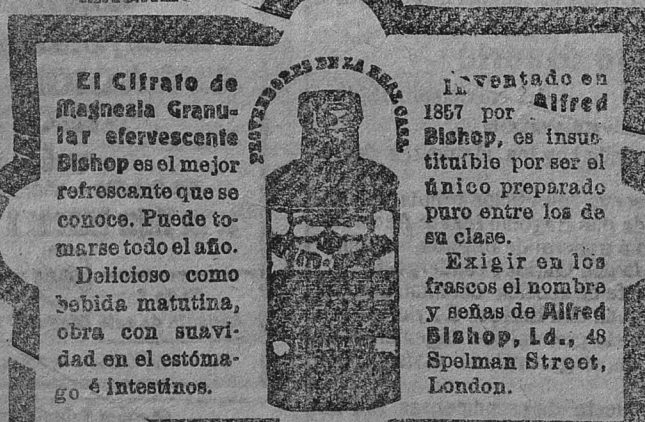 El Citrato de
Magnesia Granu-
lar efervescente
Bishop es el mejor
refrescante que se
conoce. Puede to-
marse todo el año.
Delicioso como
bebida matutina,
obra con suavi-
dad en el estóma-
go é intestinos.
PROVEEDORES DE LA REAL CASA.
Inventado en
1857 por Alfred
Bishop, es insus-
tituíble por ser el
único preparado
puro entre los de
su clase.
Exigir en los
frascos el nombre
y señas de Alfred
Bishop, Ld., 48
Spelman Street,
London.